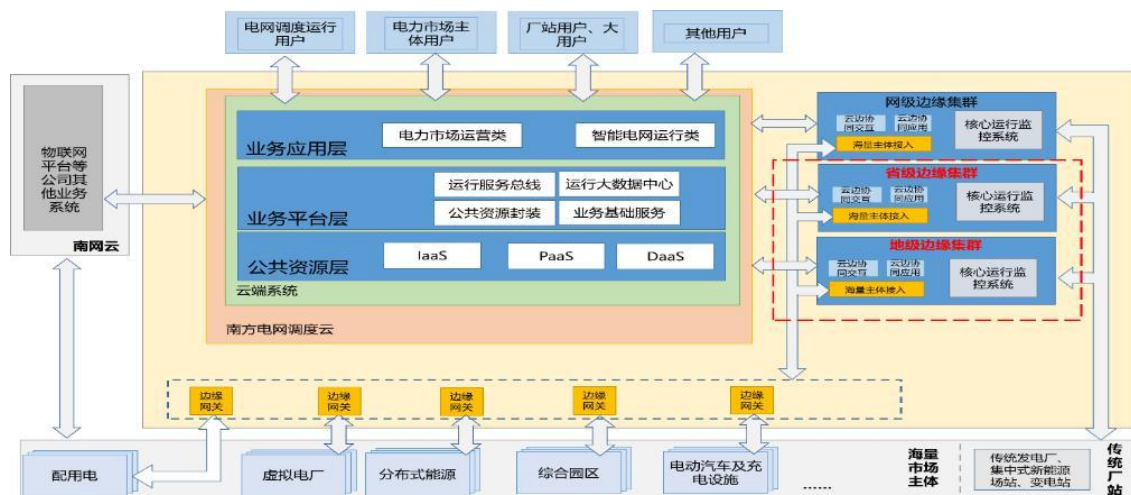 电网调度运行
用户
电力市场主
体用户
厂站用户、大
用户
其他用户
物联网
平台等
公司其
他业务
系统
南网云
业务应用层
电力市场运营类
智能电网运行类
业务平台层
运行服务总线
运行大数据中心
公共资源封装
业务基础服务
公共资源层
IaaS
PaaS
DaaS
云端系统
南方电网调度云
网级边缘集群
云边协
同交互
云边协
同应用
海量主体接入
核心运行监
控系统
省级边缘集群
云边协
同交互
云边协
同应用
海量主体接入
核心运行监
控系统
地级边缘集群
云边协
同交互
云边协
同应用
海量主体接入
核心运行监
控系统
边缘
网关
边缘
网关
边缘
网关
边缘
网关
边缘
网关
配用电
虚拟电厂
分布式能源
综合园区
电动汽车及充
电设施
......
海量
市场
主体
传统发电厂、
集中式新能源
场站、变电站
传统
厂站